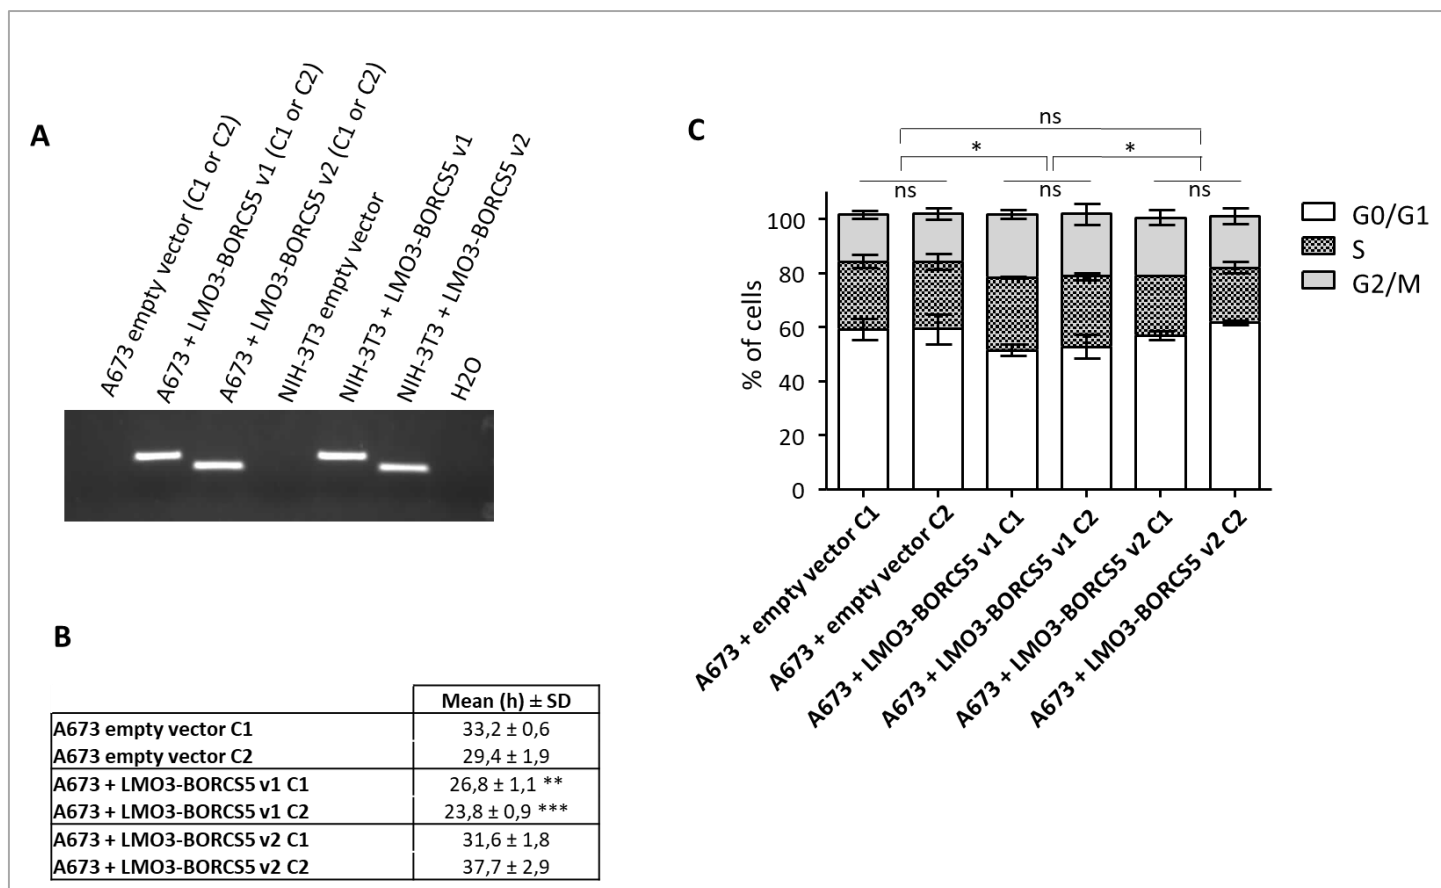 A
A673 empty vector (C1 or C2)
A673 + LMO3-BORCS5 v1 (C1 or C2)
A673 + LMO3-BORCS5 v2 (C1 or C2)
NIH-3T3 empty vector
NIH-3T3 + LMO3-BORCS5 v1
NIH-3T3 + LMO3-BORCS5 v2
H2O
B
Mean (h) ± SD
A673 empty vector C1 33,2 ± 0,6
A673 empty vector C2 29,4 ± 1,9
A673 + LMO3-BORCS5 v1 C1 26,8 ± 1,1 **
A673 + LMO3-BORCS5 v1 C2 23,8 ± 0,9 ***
A673 + LMO3-BORCS5 v2 C1 31,6 ± 1,8
A673 + LMO3-BORCS5 v2 C2 37,7 ± 2,9
C
ns
* *
ns ns ns
% of cells
100
80
60
40
20
0
G0/G1
S
G2/M
A673 + empty vector C1
A673 + empty vector C2
A673 + LMO3-BORCS5 v1 C1
A673 + LMO3-BORCS5 v1 C2
A673 + LMO3-BORCS5 v2 C1
A673 + LMO3-BORCS5 v2 C2